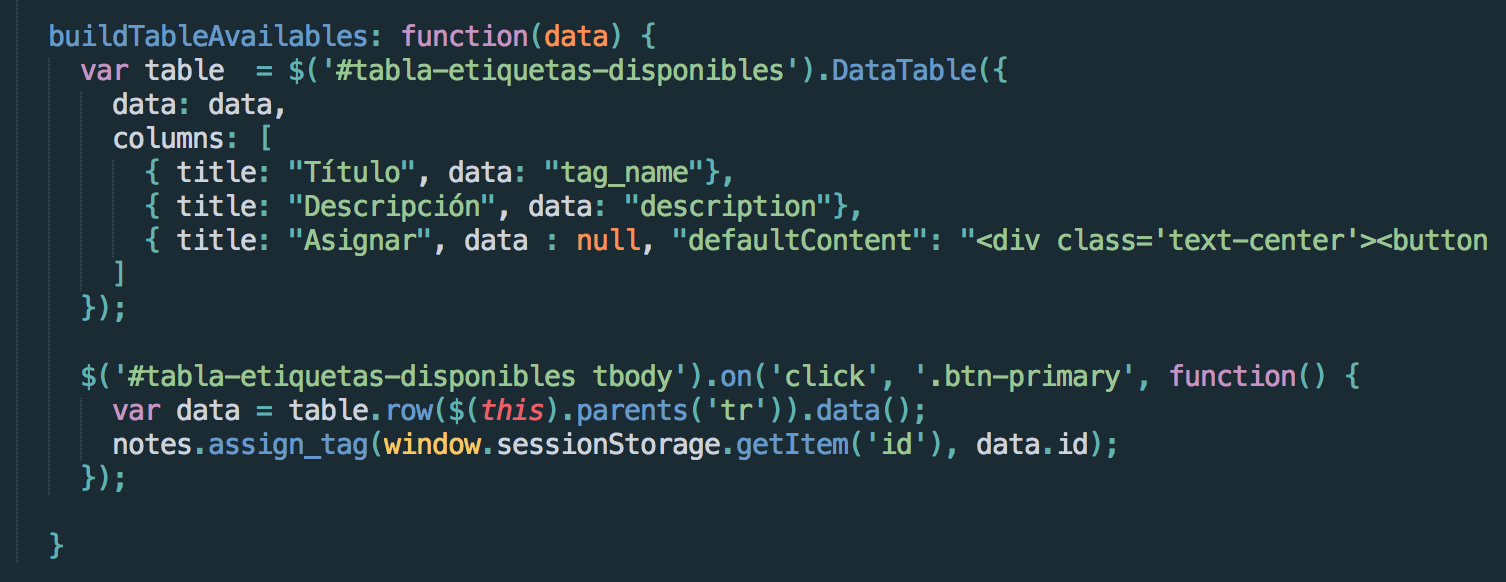 buildTableAvailables: function(data) {
  var table  = $('#tabla-etiquetas-disponibles').DataTable({
    data: data,
    columns: [
      { title: "Título", data: "tag_name"},
      { title: "Descripción", data: "description"},
      { title: "Asignar", data : null, "defaultContent": "<div class='text-center'><button
    ]
  });
  $('#tabla-etiquetas-disponibles tbody').on('click', '.btn-primary', function() {
    var data = table.row($(this).parents('tr')).data();
    notes.assign_tag(window.sessionStorage.getItem('id'), data.id);
  });
}